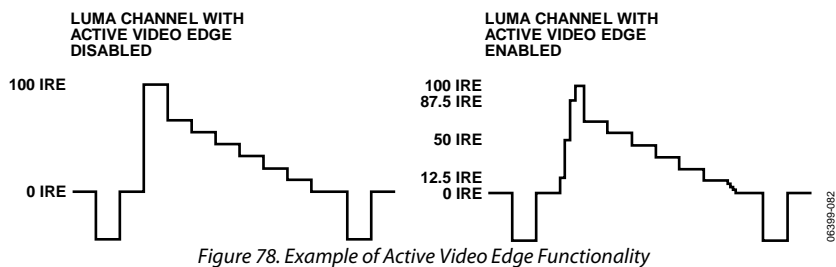 LUMA CHANNEL WITH
ACTIVE VIDEO EDGE
DISABLED
100 IRE
0 IRE
LUMA CHANNEL WITH
ACTIVE VIDEO EDGE
ENABLED
100 IRE
87.5 IRE
50 IRE
12.5 IRE
0 IRE
06399-082
Figure 78. Example of Active Video Edge Functionality